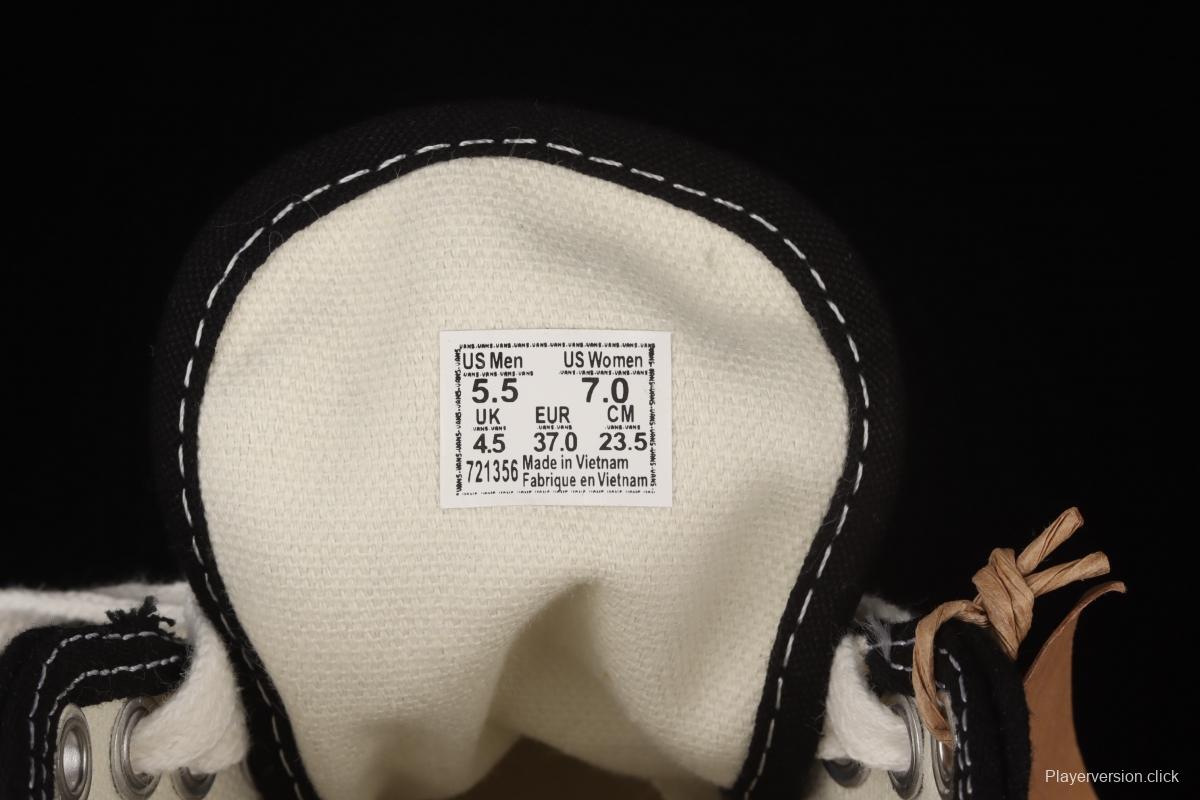 US Men US Women
5.5 7.0
UK EUR CM
4.5 37.0 23.5
721356 Made in Vietnam
Fabrique en Vietnam
Playerversion.click